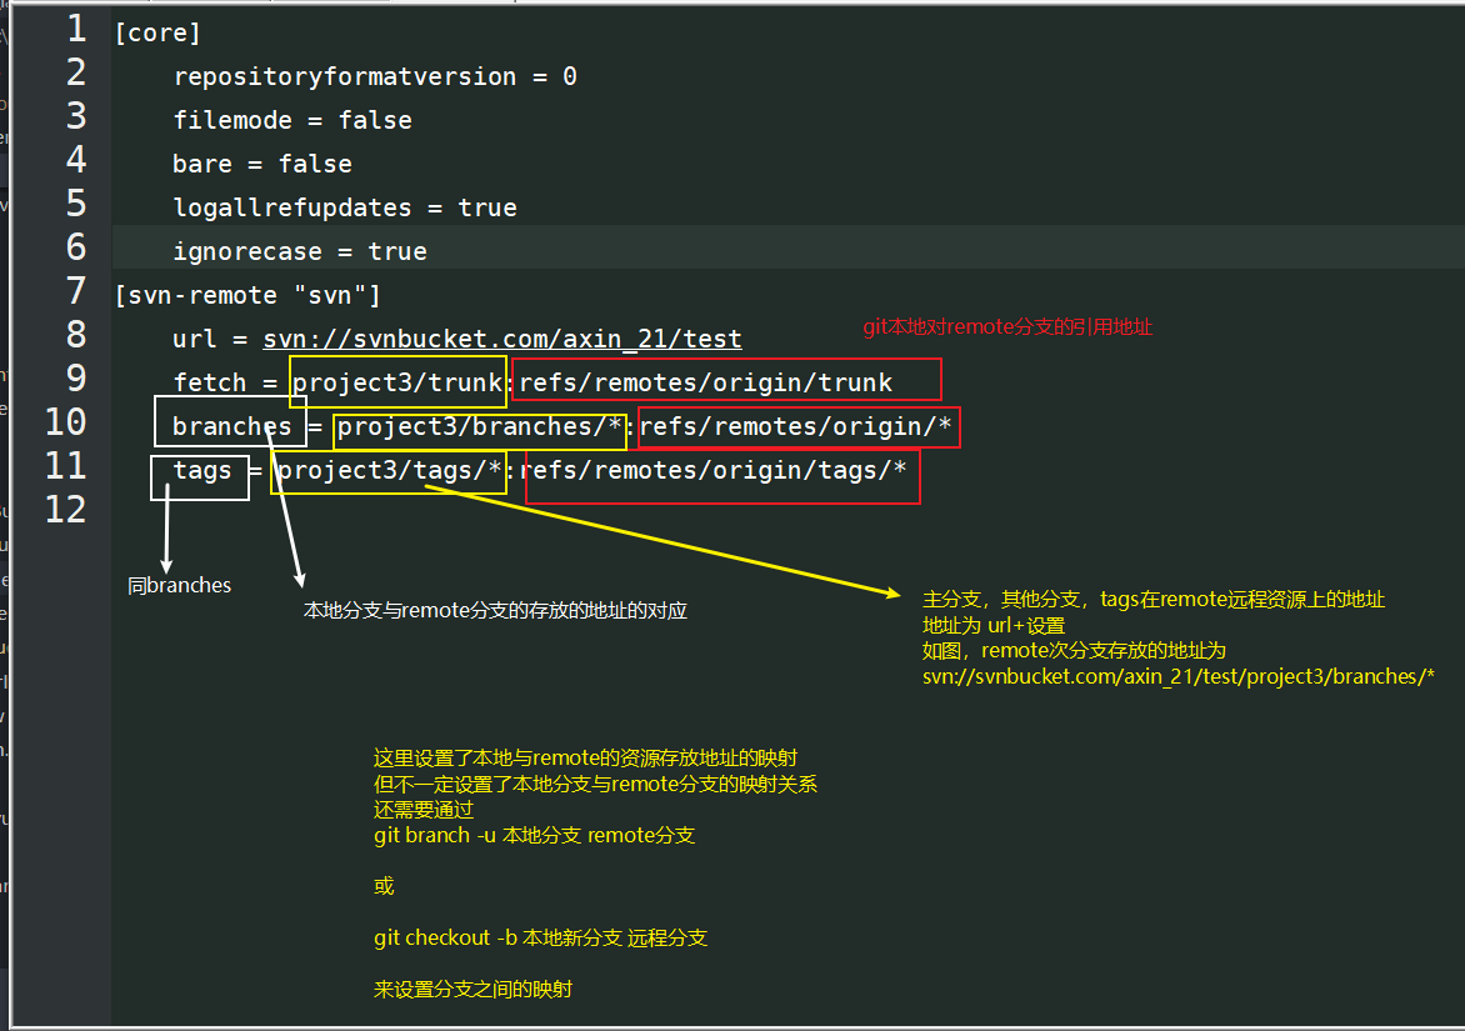 1 [core]
2 repositoryformatversion = 0
3 filemode = false
4 bare = false
5 logallrefupdates = true
6 ignorecase = true
7 [svn-remote "svn"]
8 url = svn://svnbucket.com/axin_21/test
git本地对remote分支的引用地址
9 fetch = project3/trunk:refs/remotes/origin/trunk
10 branches = project3/branches/*:refs/remotes/origin/*
11 tags = project3/tags/*:refs/remotes/origin/tags/*
12
同branches
本地分支与remote分支的存放的地址的对应
主分支，其他分支，tags在remote远程资源上的地址
地址为 url+设置
如图，remote次分支存放的地址为
svn://svnbucket.com/axin_21/test/project3/branches/*
这里设置了本地与remote的资源存放地址的映射
但不一定设置了本地分支与remote分支的映射关系
还需要通过
git branch -u 本地分支 remote分支
或
git checkout -b 本地新分支 远程分支
来设置分支之间的映射